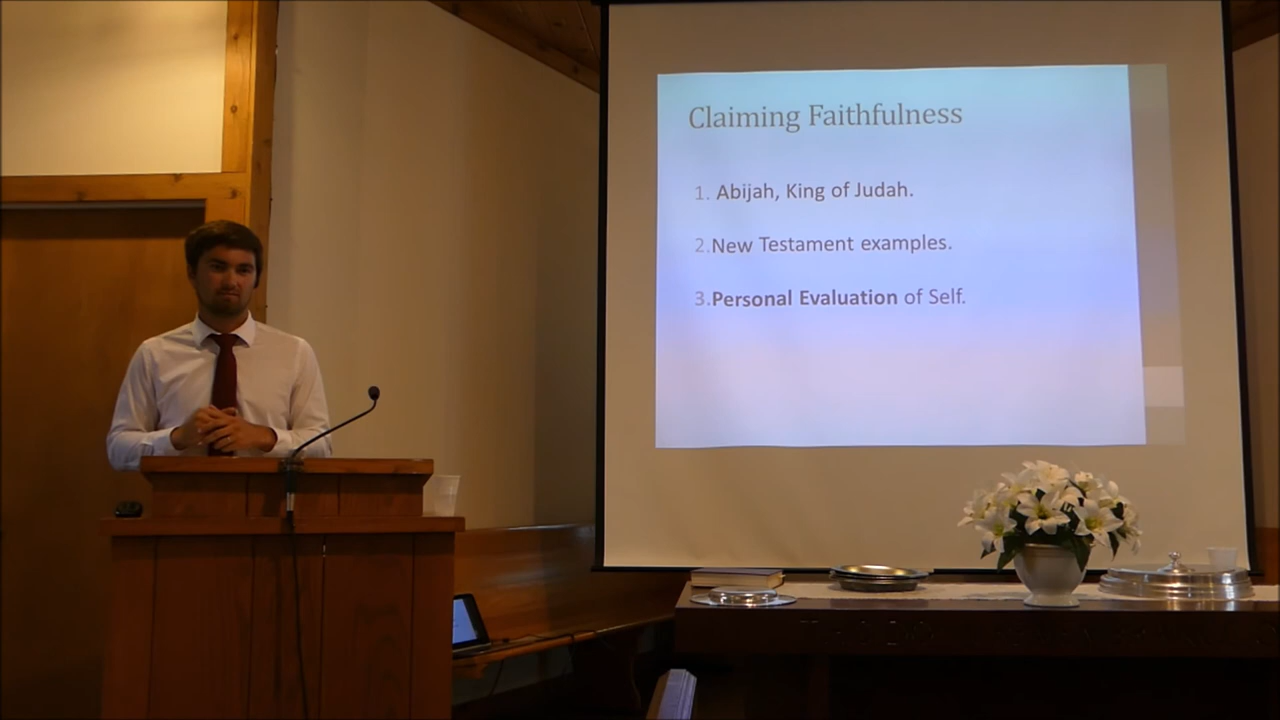 Claiming Faithfulness
1. Abijah, King of Judah.
2.New Testament examples.
3.Personal Evaluation of Self.